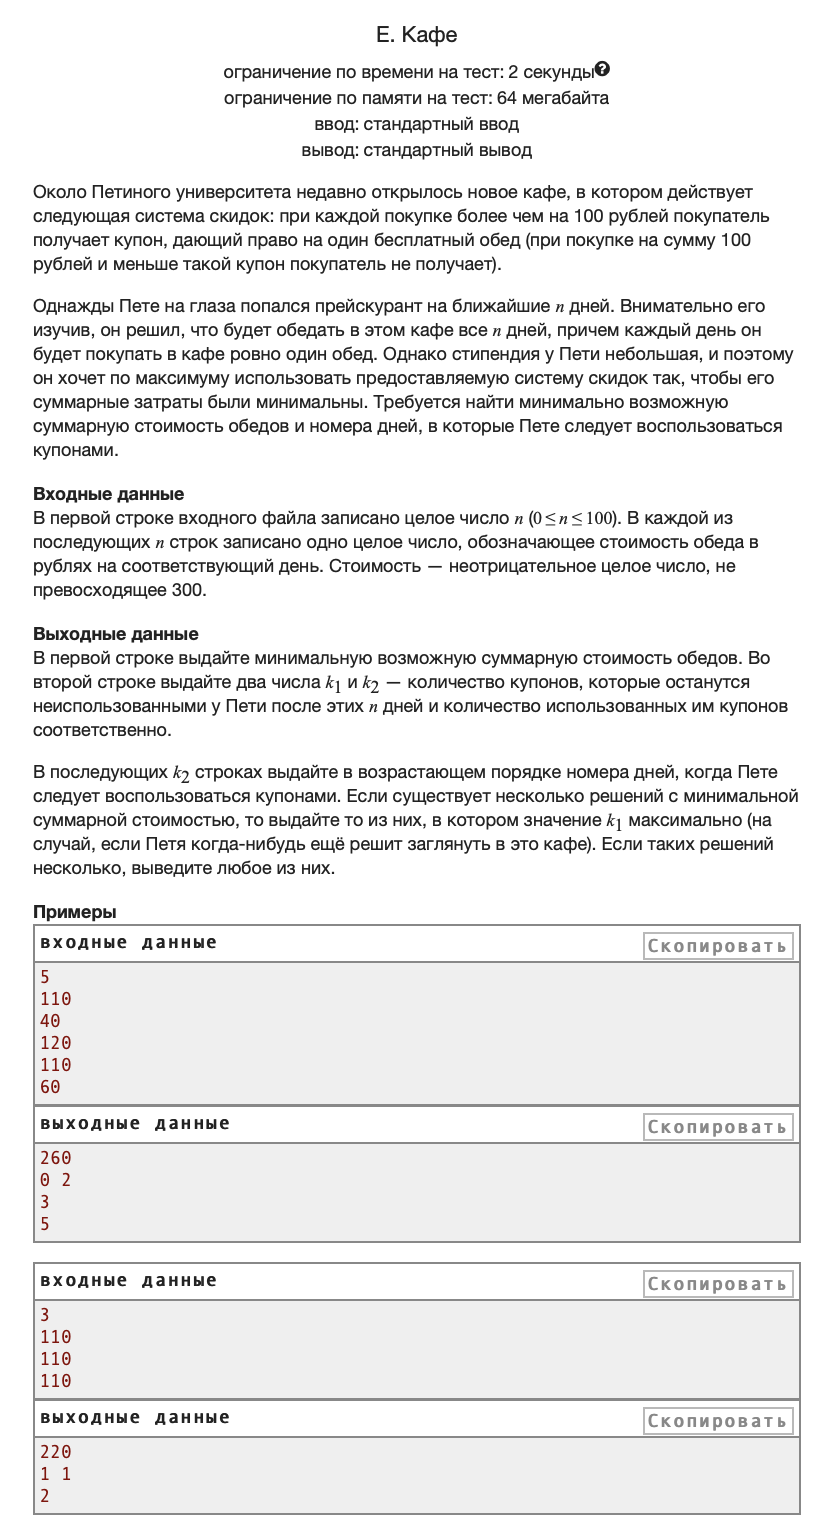 Е. Кафе
ограничение по времени на тест: 2 секунды?
ограничение по памяти на тест: 64 мегабайта
ввод: стандартный ввод
вывод: стандартный вывод
Около Петиного университета недавно открылось новое кафе, в котором действует
следующая система скидок: при каждой покупке более чем на 100 рублей покупатель
получает купон, дающий право на один бесплатный обед (при покупке на сумму 100
рублей и меньше такой купон покупатель не получает).
Однажды Пете на глаза попался прейскурант на ближайшие n дней. Внимательно его
изучив, он решил, что будет обедать в этом кафе все n дней, причем каждый день он
будет покупать в кафе ровно один обед. Однако стипендия у Пети небольшая, и поэтому
он хочет по максимуму использовать предоставляемую систему скидок так, чтобы его
суммарные затраты были минимальны. Требуется найти минимально возможную
суммарную стоимость обедов и номера дней, в которые Пете следует воспользоваться
купонами.
Входные данные
В первой строке входного файла записано целое число n (0 ≤ n ≤ 100). В каждой из
последующих n строк записано одно целое число, обозначающее стоимость обеда в
рублях на соответствующий день. Стоимость — неотрицательное целое число, не
превосходящее 300.
Выходные данные
В первой строке выдайте минимальную возможную суммарную стоимость обедов. Во
второй строке выдайте два числа k1 и k2 — количество купонов, которые останутся
неиспользованными у Пети после этих n дней и количество использованных им купонов
соответственно.
В последующих k2 строках выдайте в возрастающем порядке номера дней, когда Пете
следует воспользоваться купонами. Если существует несколько решений с минимальной
суммарной стоимостью, то выдайте то из них, в котором значение k1 максимально (на
случай, если Петя когда-нибудь ещё решит заглянуть в это кафе). Если таких решений
несколько, выведите любое из них.
Примеры
входные данные Скопировать
5
110
40
120
110
60
выходные данные Скопировать
260
0 2
3
5
входные данные Скопировать
3
110
110
110
выходные данные Скопировать
220
1 1
2